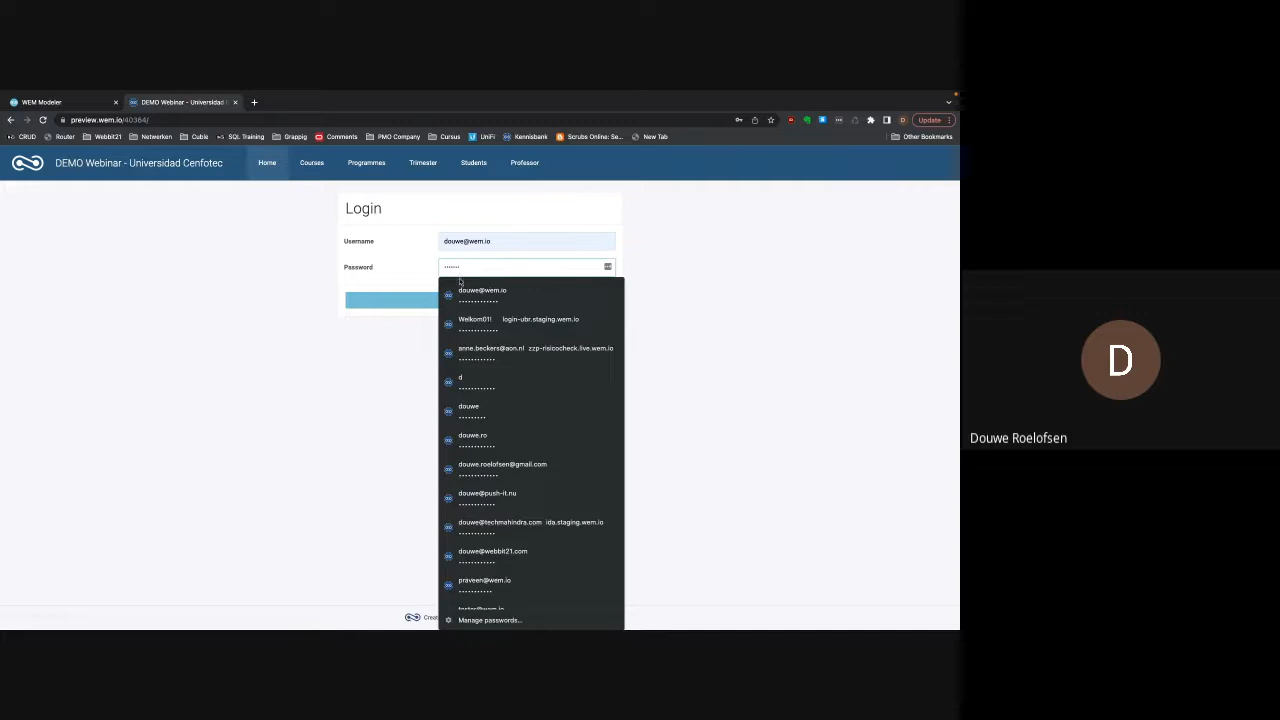 WEM Modeler
DEMO Webinar - Universidad
preview.wem.io/40364/
Update
CRUD
Router
Webbit21
Netwerken
Cubie
SQL Training
Grappig
Comments
PMO Company
Cursus
UniFi
Kennisbank
Scrubs Online: Se...
New Tab
Other Bookmarks
DEMO Webinar - Universidad Cenfotec
Home
Courses
Programmes
Trimester
Students
Professor
Login
Username
douwe@wem.io
Password
douwe@wem.io
Welkom01! login-ubr.staging.wem.io
anne.beckers@aon.nl zzp-risicocheck.live.wem.io
d
douwe
douwe.ro
douwe.roelofsen@gmail.com
douwe@push-it.nu
douwe@techmahindra.com ida.staging.wem.io
douwe@webbit21.com
praveen@wem.io
Manage passwords...
D
Douwe Roelofsen